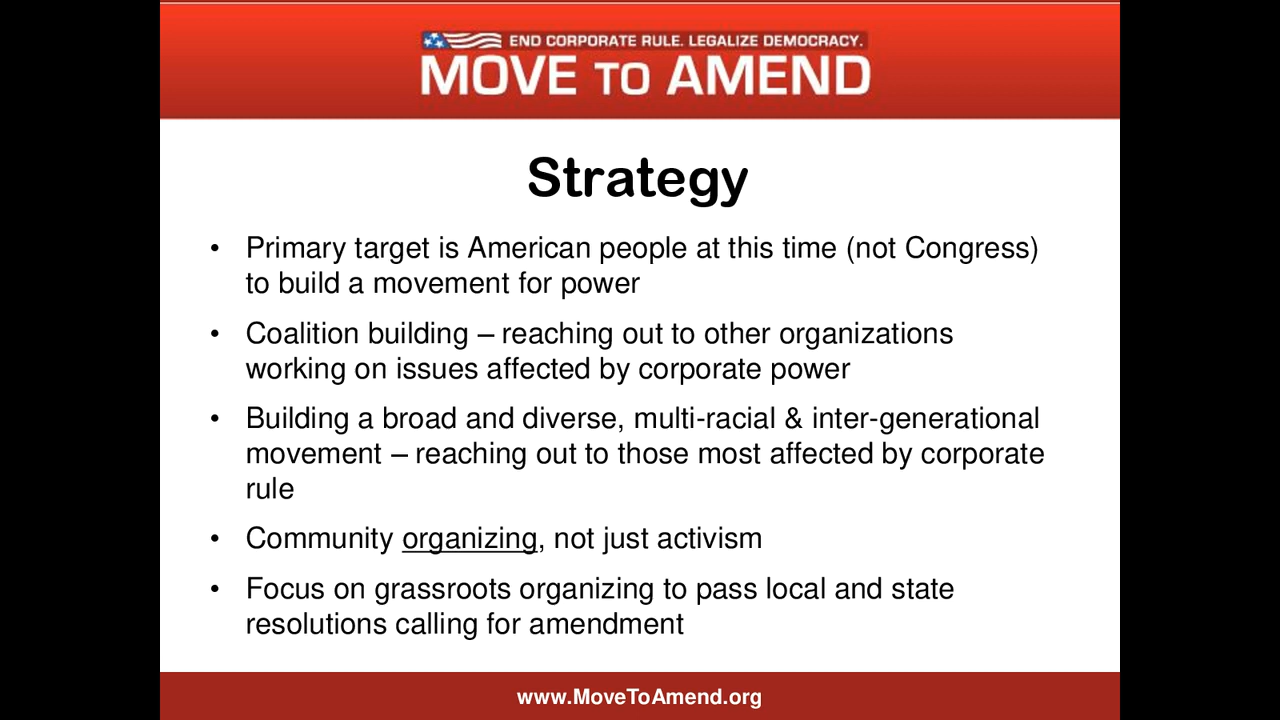 END CORPORATE RULE. LEGALIZE DEMOCRACY.
MOVE TO AMEND
Strategy
• Primary target is American people at this time (not Congress)
to build a movement for power
• Coalition building – reaching out to other organizations
working on issues affected by corporate power
• Building a broad and diverse, multi-racial & inter-generational
movement – reaching out to those most affected by corporate
rule
• Community organizing, not just activism
• Focus on grassroots organizing to pass local and state
resolutions calling for amendment
www.MoveToAmend.org